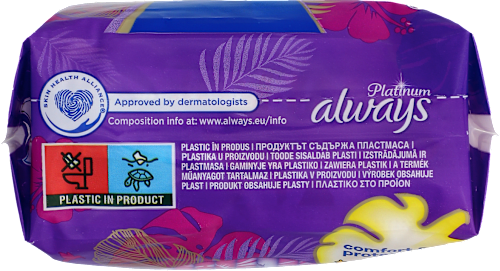 SKIN HEALTH ALLIANCE
Approved by dermatologists
Composition info at: www.always.eu/info
Platinum
always
PLASTIC ÎN PRODUS | ПРОДУКТЪТ СЪДЪРЖА ПЛАСТМАСА |
PLASTIKA U PROIZVODU | TOODE SISALDAB PLASTI | IZSTRĀDĀJUMĀ IR
PLASTMASA | GAMINYJE YRA PLASTIKO | ZAWIERA PLASTIK | A TERMÉK
MŰANYAGOT TARTALMAZ | PLASTIKA V PROIZVODU | VÝROBEK OBSAHUJE
PLAST | PRODUKT OBSAHUJE PLASTY | ΠΛΑΣΤΙΚΟ ΣΤΟ ΠΡΟΪΟΝ
PLASTIC IN PRODUCT
comfort